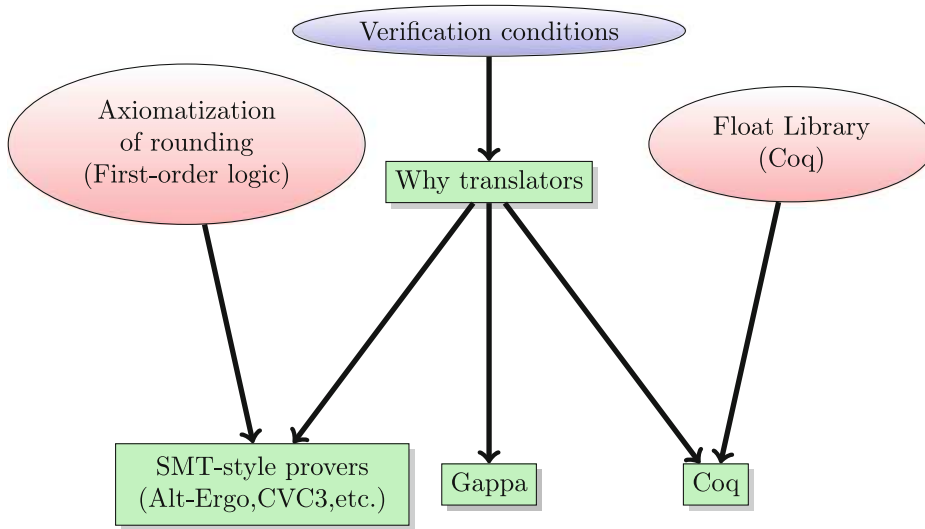 Verification conditions
Axiomatization
of rounding
(First-order logic)
Float Library
(Coq)
Why translators
SMT-style provers
(Alt-Ergo,CVC3,etc.)
Gappa
Coq